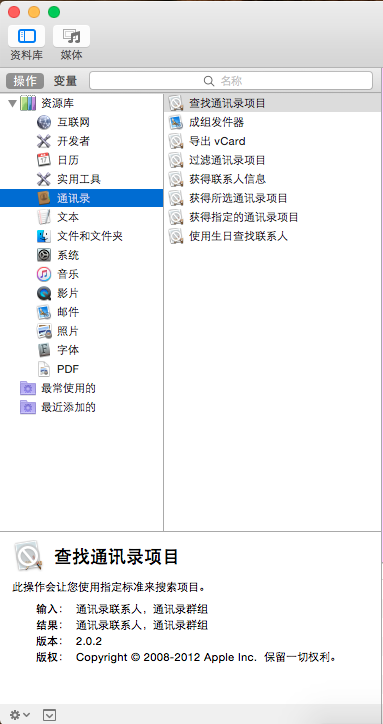 资料库 媒体
操作 变量 名称
资源库
互联网
开发者
日历
实用工具
通讯录
文本
文件和文件夹
系统
音乐
影片
邮件
照片
字体
PDF
最常使用的
最近添加的
查找通讯录项目
成组发件器
导出 vCard
过滤通讯录项目
获得联系人信息
获得所选通讯录项目
获得指定的通讯录项目
使用生日查找联系人
查找通讯录项目
此操作会让您使用指定标准来搜索项目。
输入： 通讯录联系人，通讯录群组
结果： 通讯录联系人，通讯录群组
版本： 2.0.2
版权： Copyright © 2008-2012 Apple Inc. 保留一切权利。